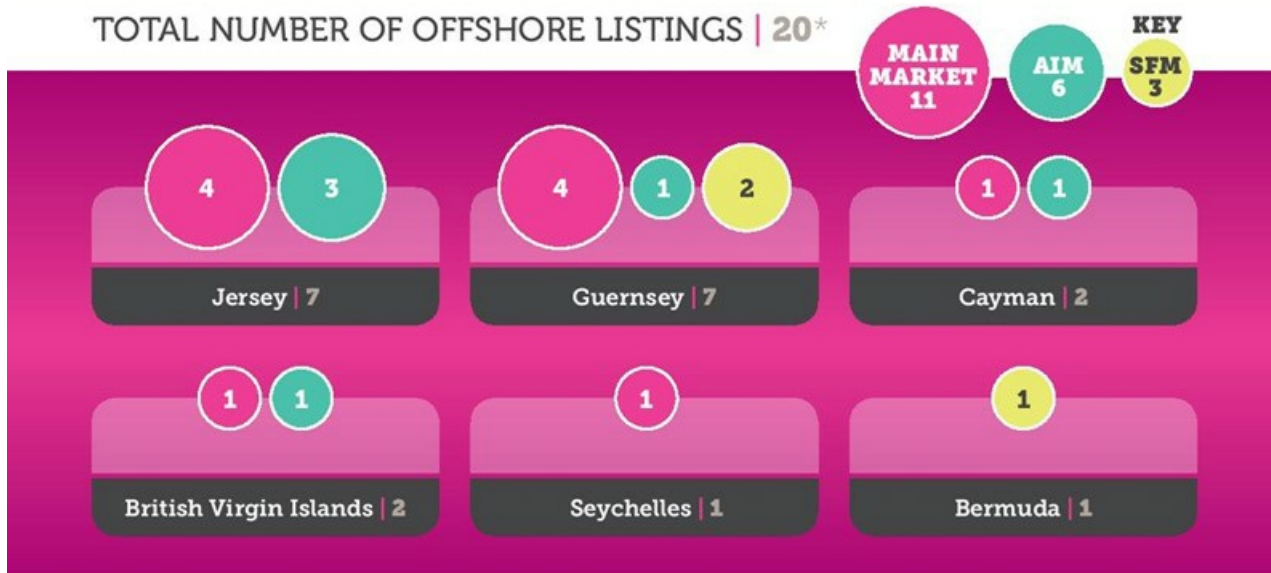 TOTAL NUMBER OF OFFSHORE LISTINGS | 20*
KEY
MAIN
MARKET
11
AIM
6
SFM
3
4
3
Jersey | 7
4
1
2
Guernsey | 7
1
1
Cayman | 2
1
1
British Virgin Islands | 2
1
Seychelles | 1
1
Bermuda | 1